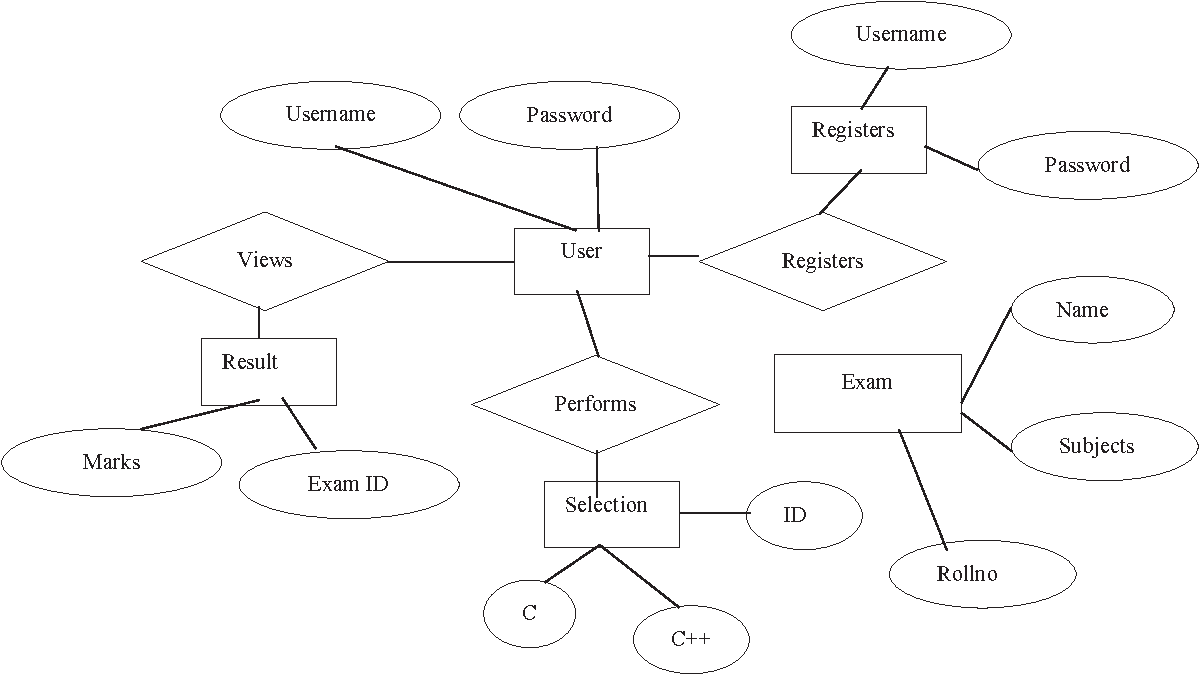 Username
Username
Password
Registers
Password
User
Views
Registers
Name
Result
Exam
Performs
Subjects
Marks
Exam ID
Selection
ID
Rollno
C
C++